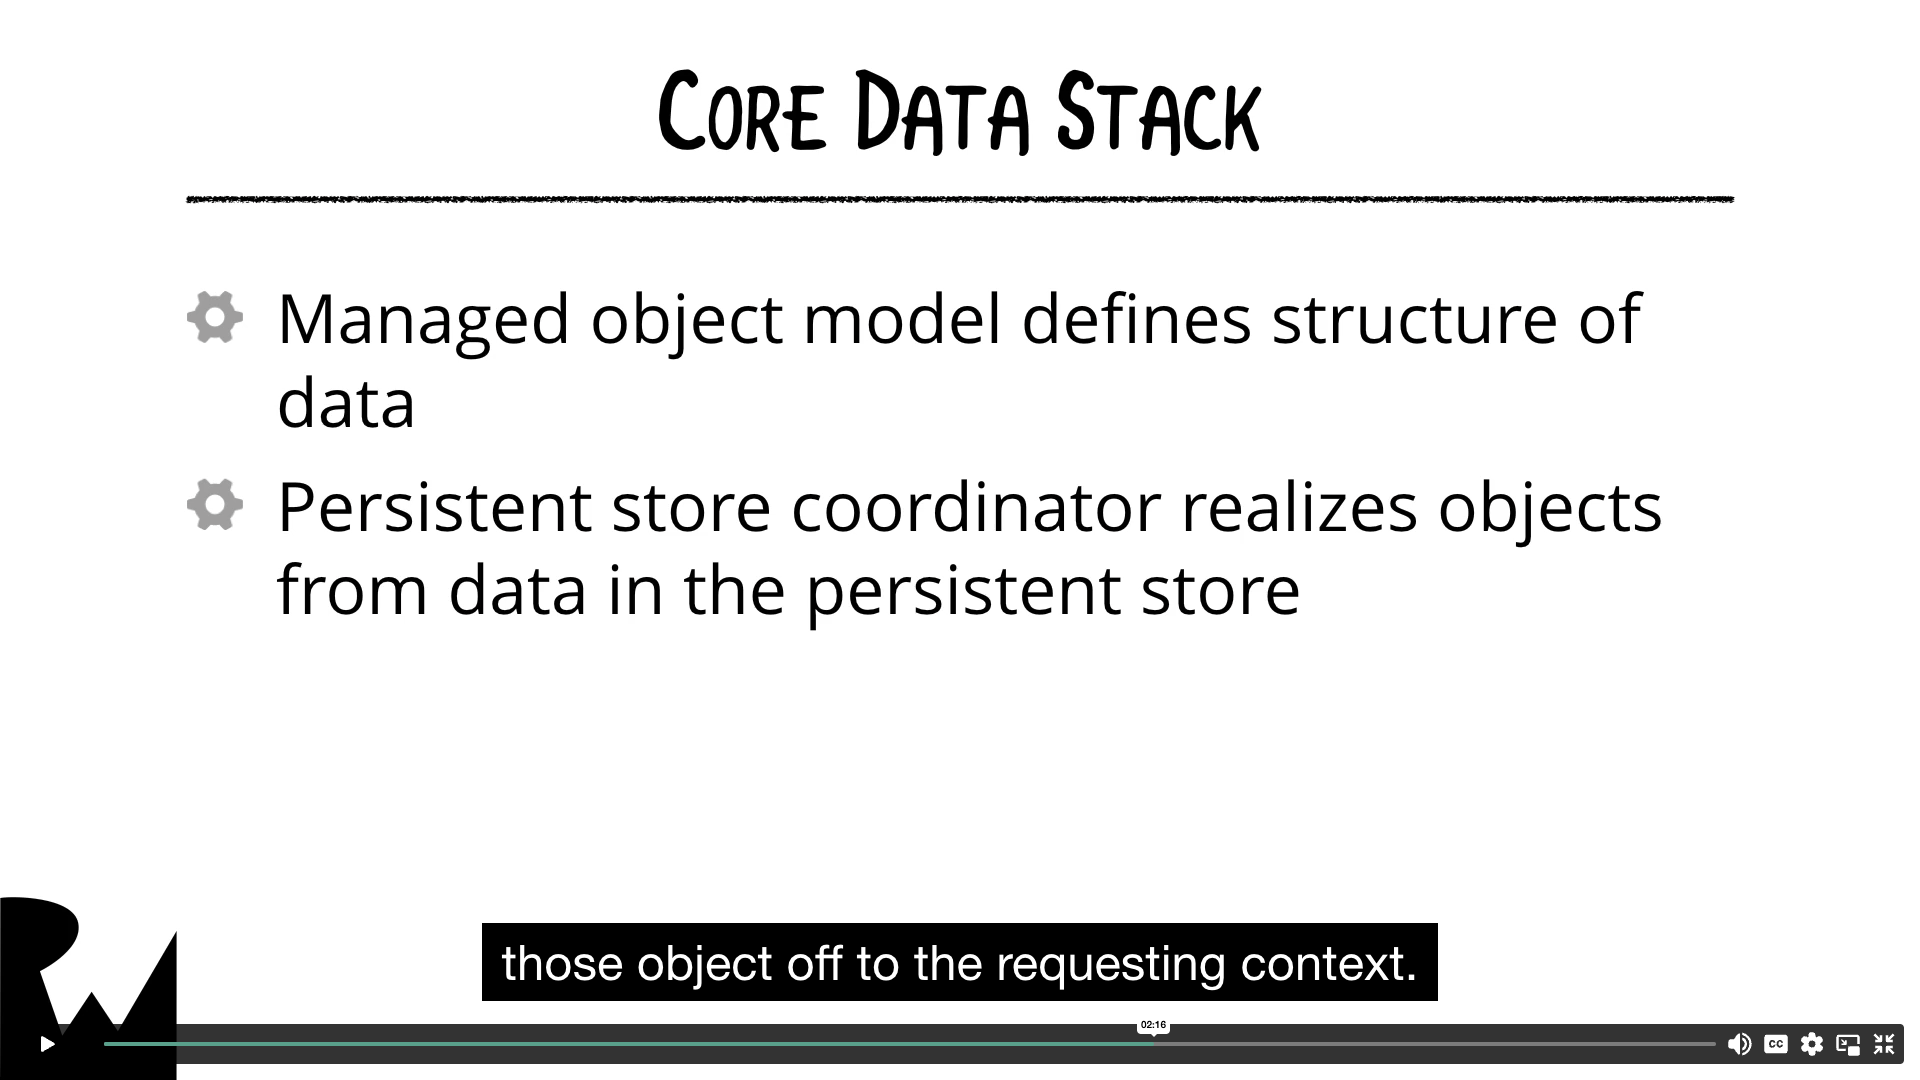 CORE DATA STACK
Managed object model defines structure of
data
Persistent store coordinator realizes objects
from data in the persistent store
those object off to the requesting context.
02:16
CC